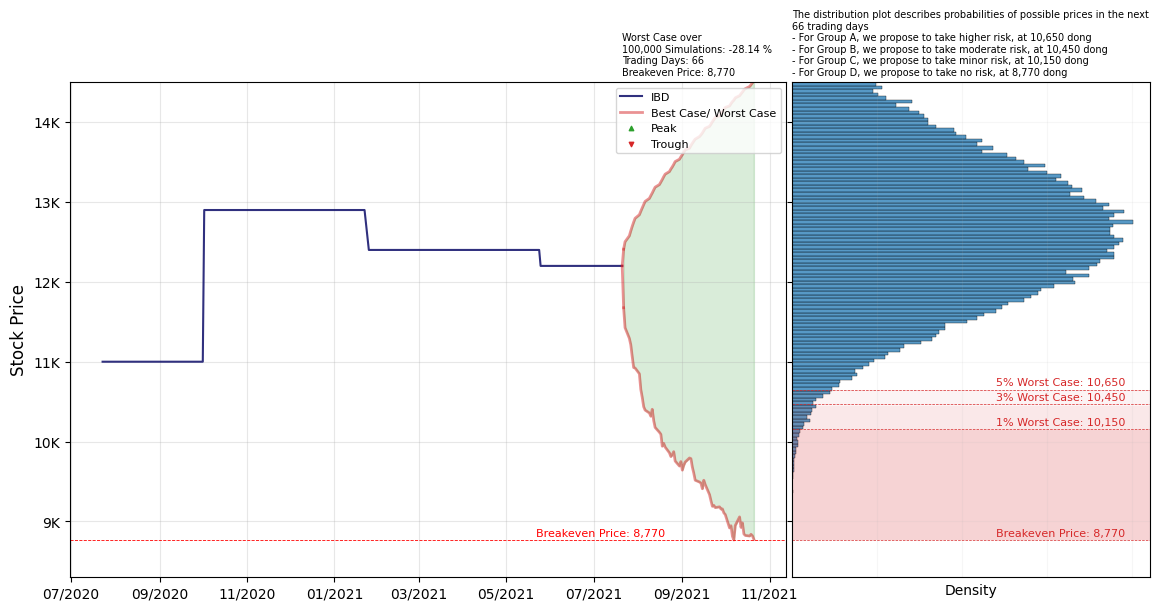 The distribution plot describes probabilities of possible prices in the next
66 trading days
- For Group A, we propose to take higher risk, at 10,650 dong
- For Group B, we propose to take moderate risk, at 10,450 dong
- For Group C, we propose to take minor risk, at 10,150 dong
- For Group D, we propose to take no risk, at 8,770 dong
Worst Case over
100,000 Simulations: -28.14 %
Trading Days: 66
Breakeven Price: 8,770
IBD
Best Case/ Worst Case
Peak
Trough
Stock Price
14K
13K
12K
11K
10K
9K
Breakeven Price: 8,770
07/2020
09/2020
11/2020
01/2021
03/2021
05/2021
07/2021
09/2021
11/2021
5% Worst Case: 10,650
3% Worst Case: 10,450
1% Worst Case: 10,150
Breakeven Price: 8,770
Density